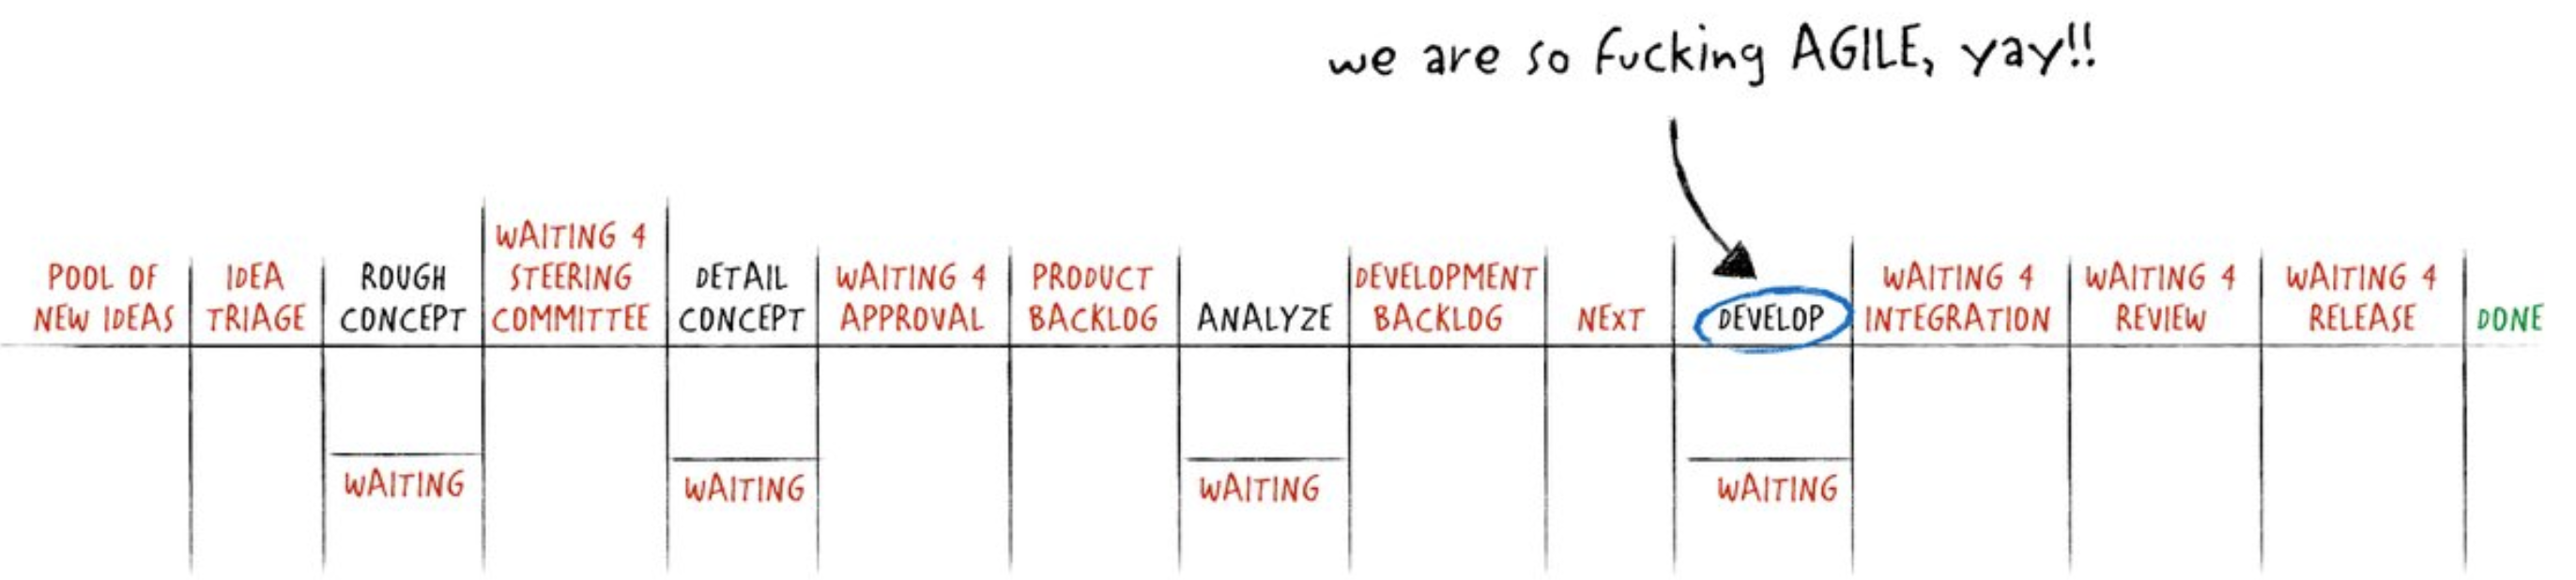 we are so fucking AGILE, yay!!
POOL OF
NEW IDEAS
IDEA
TRIAGE
ROUGH
CONCEPT
WAITING 4
STEERING
COMMITTEE
DETAIL
CONCEPT
WAITING 4
APPROVAL
PRODUCT
BACKLOG
ANALYZE
DEVELOPMENT
BACKLOG
NEXT
DEVELOP
WAITING 4
INTEGRATION
WAITING 4
REVIEW
WAITING 4
RELEASE
DONE
WAITING
WAITING
WAITING
WAITING